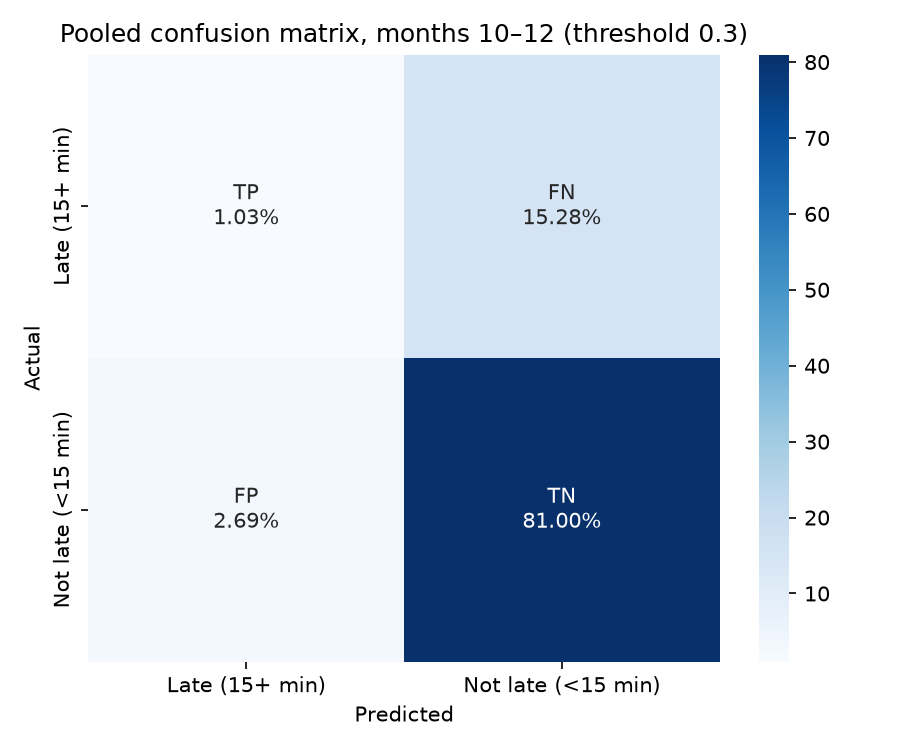 Pooled confusion matrix, months 10–12 (threshold 0.3)
Actual
Late (15+ min)
Not late (<15 min)
TP
1.03%
FN
15.28%
FP
2.69%
TN
81.00%
Late (15+ min)
Not late (<15 min)
Predicted
80
70
60
50
40
30
20
10